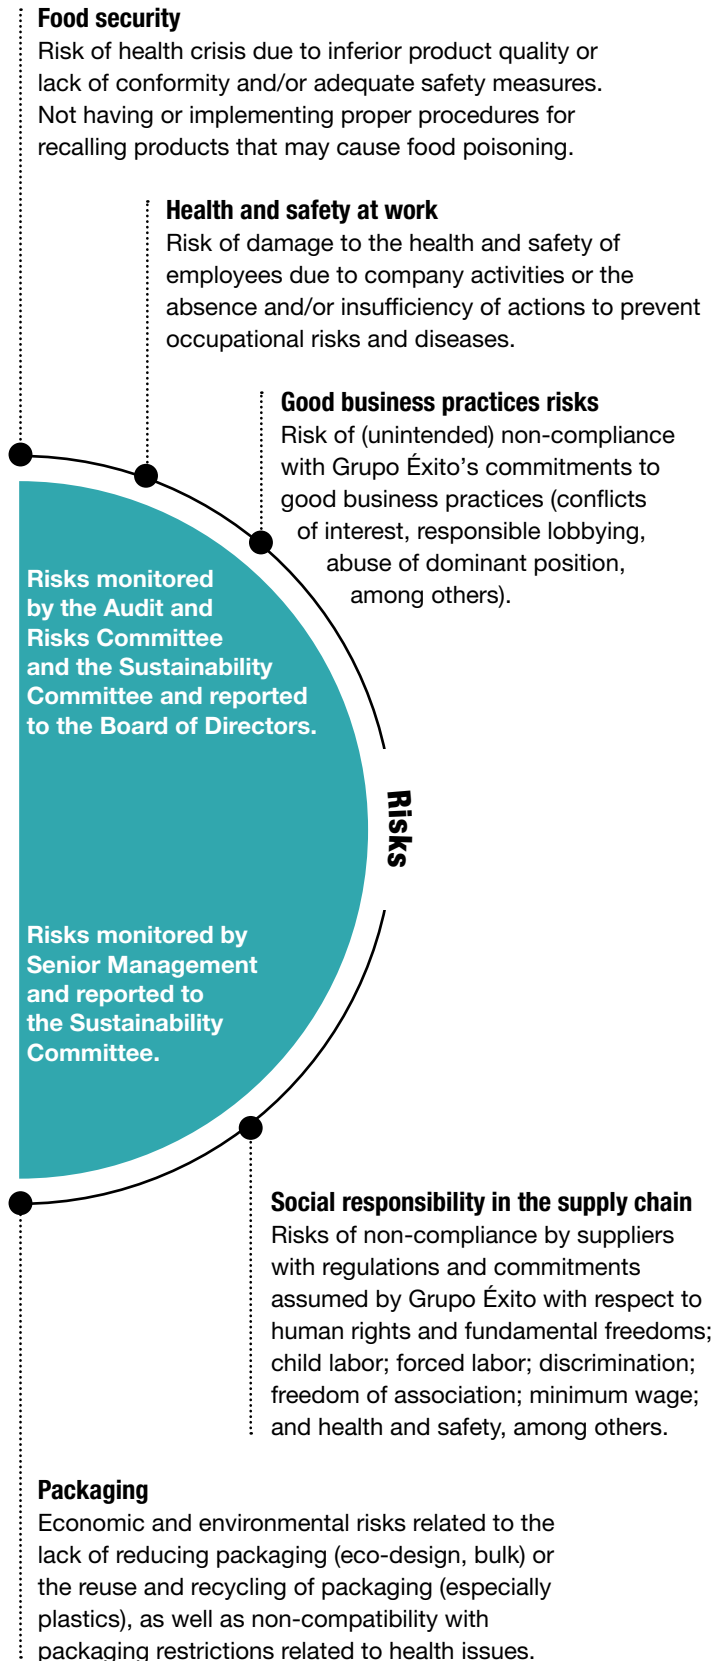 Food security
Risk of health crisis due to inferior product quality or
lack of conformity and/or adequate safety measures.
Not having or implementing proper procedures for
recalling products that may cause food poisoning.
Health and safety at work
Risk of damage to the health and safety of
employees due to company activities or the
absence and/or insufficiency of actions to prevent
occupational risks and diseases.
Good business practices risks
Risk of (unintended) non-compliance
with Grupo Éxito’s commitments to
good business practices (conflicts
of interest, responsible lobbying,
abuse of dominant position,
among others).
Risks monitored
by the Audit and
Risks Committee
and the Sustainability
Committee and reported
to the Board of Directors.
Risks
Risks monitored by
Senior Management
and reported to
the Sustainability
Committee.
Social responsibility in the supply chain
Risks of non-compliance by suppliers
with regulations and commitments
assumed by Grupo Éxito with respect to
human rights and fundamental freedoms;
child labor; forced labor; discrimination;
freedom of association; minimum wage;
and health and safety, among others.
Packaging
Economic and environmental risks related to the
lack of reducing packaging (eco-design, bulk) or
the reuse and recycling of packaging (especially
plastics), as well as non-compatibility with
packaging restrictions related to health issues.